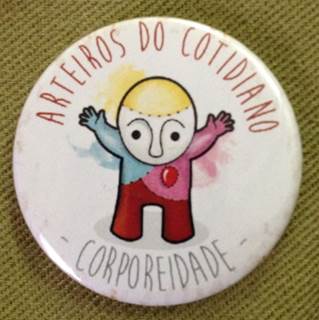 ARTEIROS DO COTIDIANO
- CORPOREIDADE -